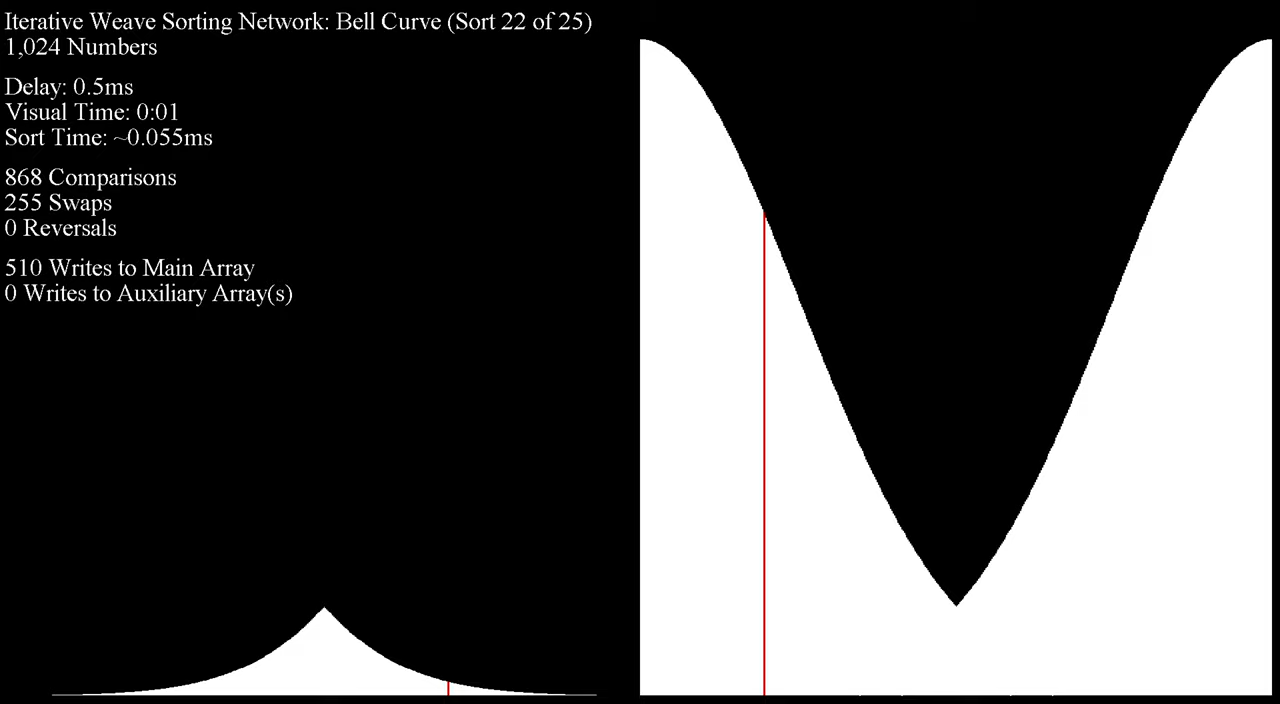 Iterative Weave Sorting Network: Bell Curve (Sort 22 of 25)
1,024 Numbers
Delay: 0.5ms
Visual Time: 0:01
Sort Time: ~0.055ms
868 Comparisons
255 Swaps
0 Reversals
510 Writes to Main Array
0 Writes to Auxiliary Array(s)